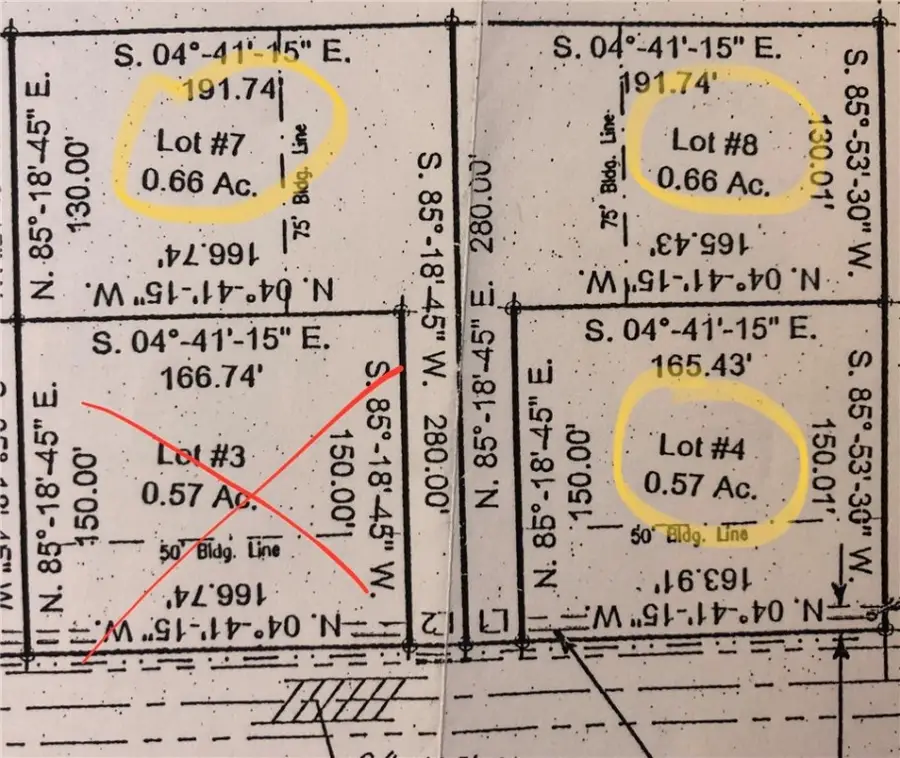 S. 04°-41'-15" E.
191.74'
Lot #7
0.66 Ac.
75' Bldg. Line
N. 85°-18'-45" E.
130.00'
166.74'
N. 04°-41'-15" W.
S. 85°-18'-45" W. 280.00'
N. 85°-18'-45" E. 280.00'
S. 04°-41'-15" E.
191.74'
Lot #8
0.66 Ac.
75' Bldg. Line
130.01'
S. 85°-53'-30" W.
165.43'
N. 04°-41'-15" W.
S. 04°-41'-15" E.
166.74'
Lot #3
0.57 Ac.
N. 85°-18'-45" E.
150.00'
150.00'
S. 85°-18'-45" W.
50' Bldg. Line
166.74'
N. 04°-41'-15" W.
L2
L1
S. 04°-41'-15" E.
165.43'
Lot #4
0.57 Ac.
N. 85°-18'-45" E.
150.00'
150.01'
S. 85°-53'-30" W.
50' Bldg. Line
163.91'
N. 04°-41'-15" W.